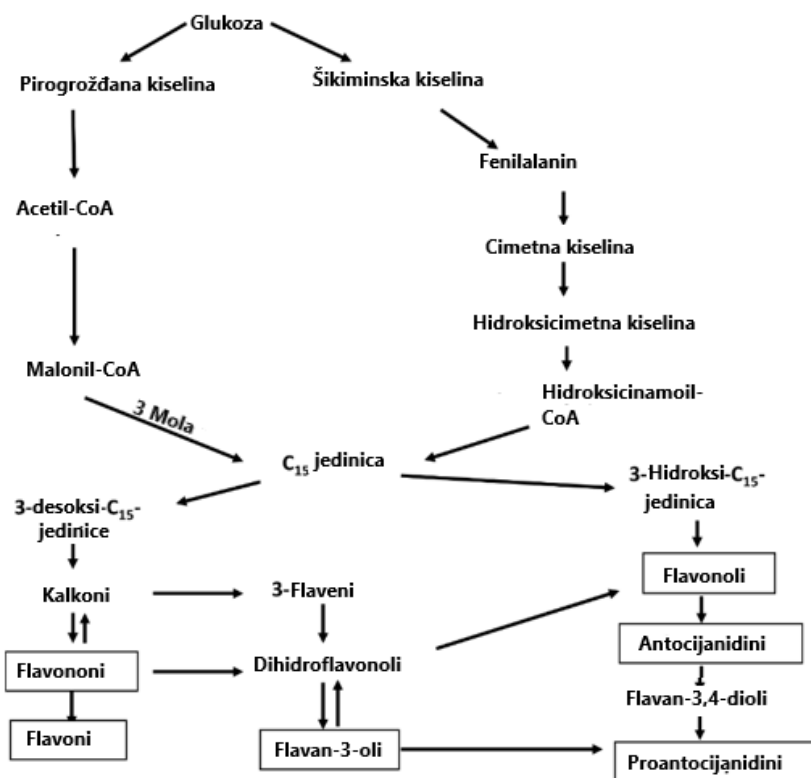 Glukoza
Pirogrožđana kiselina
Šikiminska kiselina
Fenilalanin
Acetil-CoA
Cimetna kiselina
Hidroksicimetna kiselina
Malonil-CoA
Hidroksicinamoil-
CoA
3 Mola
C₁₅ jedinica
3-Hidroksi-C₁₅-
jedinica
3-desoksi-C₁₅-
jedinice
Kalkoni
3-Flaveni
Flavonoli
Flavononi
Dihidroflavonoli
Antocijanidini
Flavan-3,4-dioli
Flavoni
Flavan-3-oli
Proantocijanidini